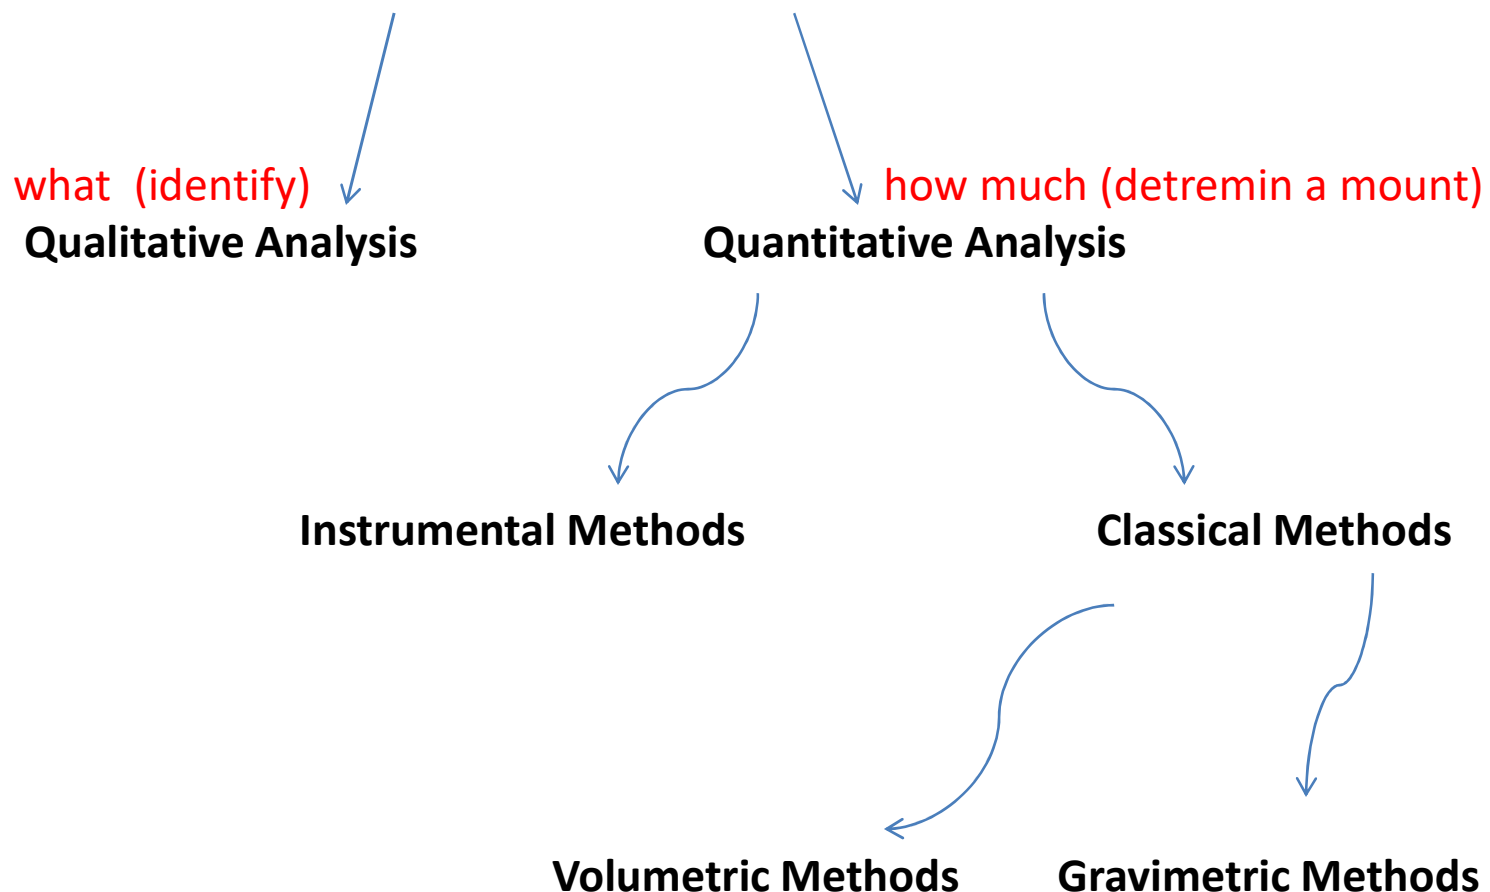 what (identify)
how much (detremin a mount)
Qualitative Analysis
Quantitative Analysis
Instrumental Methods
Classical Methods
Volumetric Methods
Gravimetric Methods